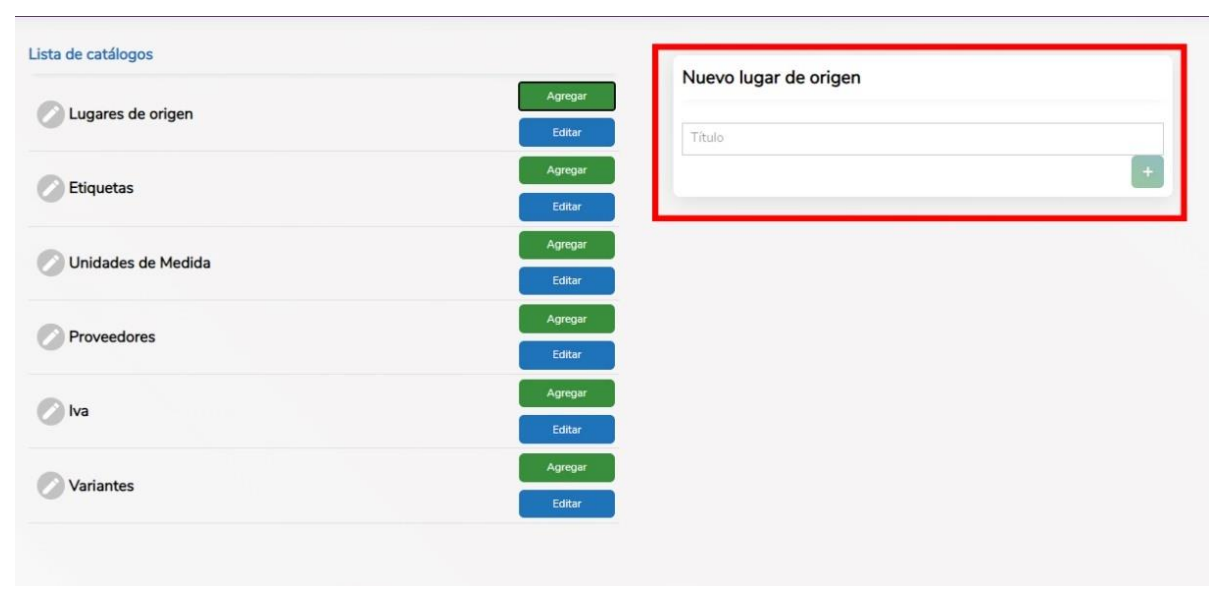 Lista de catálogos
Lugares de origen
Agregar
Editar
Etiquetas
Agregar
Editar
Unidades de Medida
Agregar
Editar
Proveedores
Agregar
Editar
Iva
Agregar
Editar
Variantes
Agregar
Editar
Nuevo lugar de origen
Título
+